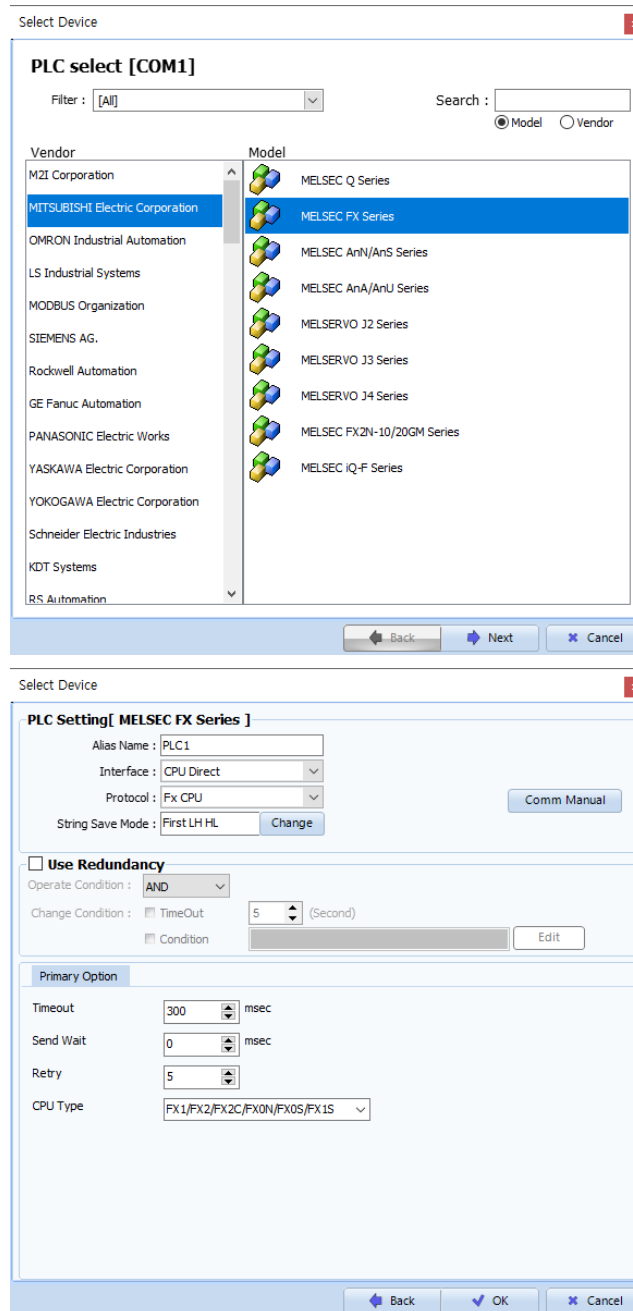 Select Device
PLC select [COM1]
Filter : [All] Search :
Model Vendor
Vendor Model
M2I Corporation
MITSUBISHI Electric Corporation
OMRON Industrial Automation
LS Industrial Systems
MODBUS Organization
SIEMENS AG.
Rockwell Automation
GE Fanuc Automation
PANASONIC Electric Works
YASKAWA Electric Corporation
YOKOGAWA Electric Corporation
Schneider Electric Industries
KDT Systems
RS Automation
MELSEC Q Series
MELSEC FX Series
MELSEC AnN/AnS Series
MELSEC AnA/AnU Series
MELSERVO J2 Series
MELSERVO J3 Series
MELSERVO J4 Series
MELSEC FX2N-10/20GM Series
MELSEC iQ-F Series
Back Next Cancel
Select Device
PLC Setting[ MELSEC FX Series ]
Alias Name : PLC1
Interface : CPU Direct
Protocol : Fx CPU Comm Manual
String Save Mode : First LH HL Change
Use Redundancy
Operate Condition : AND
Change Condition : TimeOut 5 (Second)
Condition Edit
Primary Option
Timeout 300 msec
Send Wait 0 msec
Retry 5
CPU Type FX1/FX2/FX2C/FX0N/FX0S/FX1S
Back OK Cancel